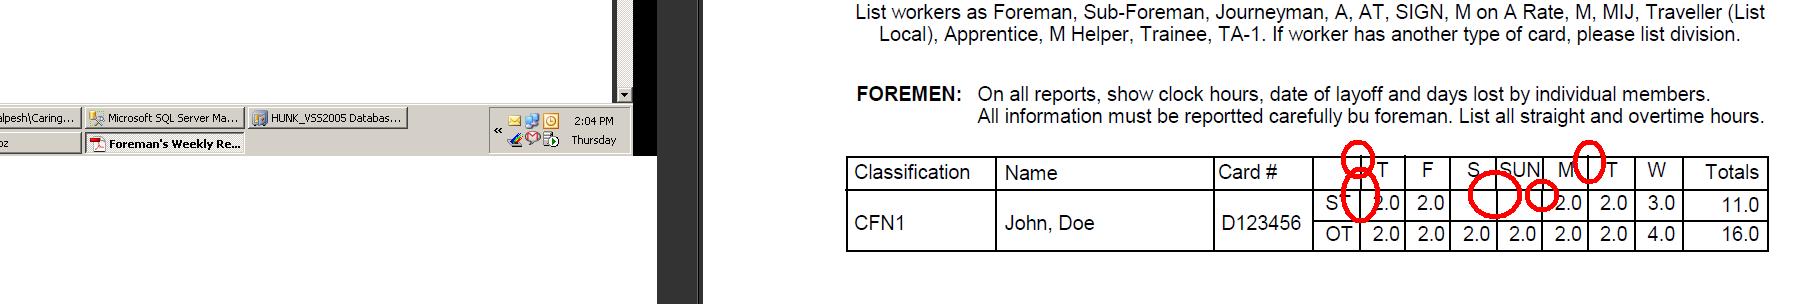 List workers as Foreman, Sub-Foreman, Journeyman, A, AT, SIGN, M on A Rate, M, MIJ, Traveller (List
Local), Apprentice, M Helper, Trainee, TA-1. If worker has another type of card, please list division.
FOREMEN: On all reports, show clock hours, date of layoff and days lost by individual members.
All information must be reportted carefully bu foreman. List all straight and overtime hours.
alpesh\Caring... Microsoft SQL Server Ma... HUNK_VSS2005 Databas... 2:04 PM
oz Foreman's Weekly Re... « Thursday
Classification Name Card # T F S SUN M T W Totals
CFN1 John, Doe D123456 ST 2.0 2.0 2.0 2.0 3.0 11.0
OT 2.0 2.0 2.0 2.0 2.0 2.0 4.0 16.0